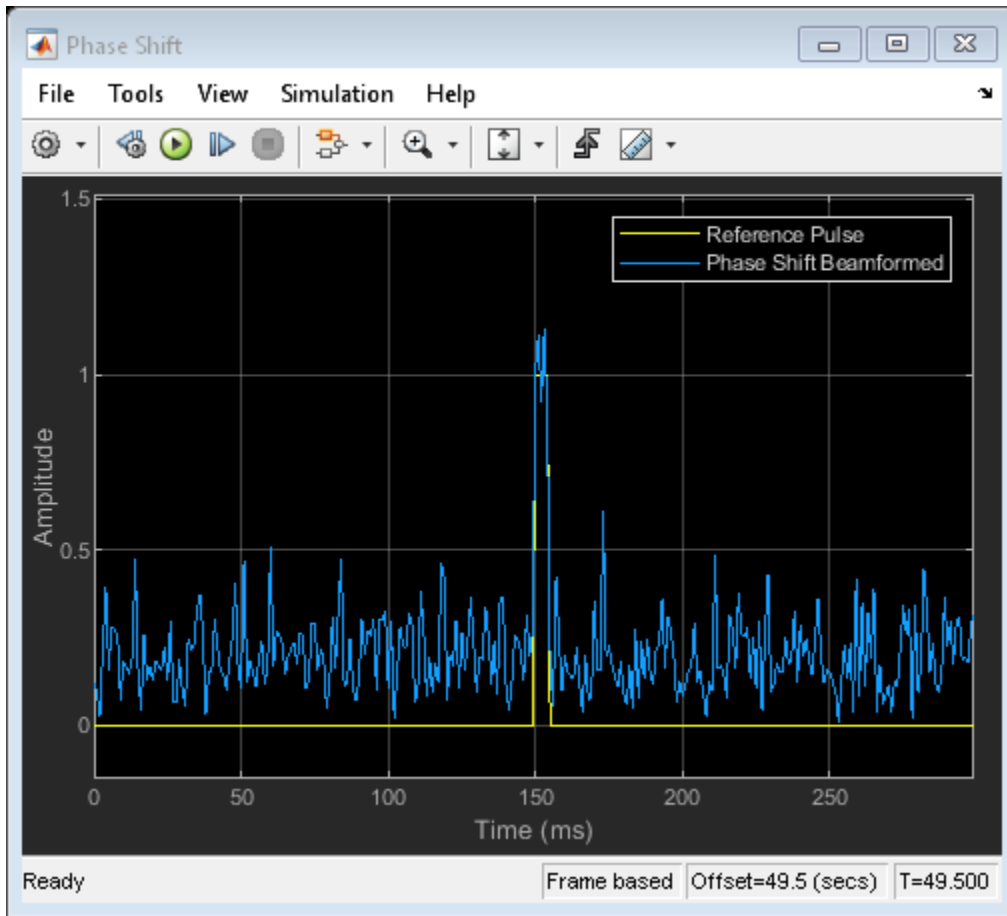 Phase Shift
File Tools View Simulation Help
1.5
1
0.5
0
Amplitude
Reference Pulse
Phase Shift Beamformed
0 50 100 150 200 250
Time (ms)
Ready Frame based Offset=49.5 (secs) T=49.500